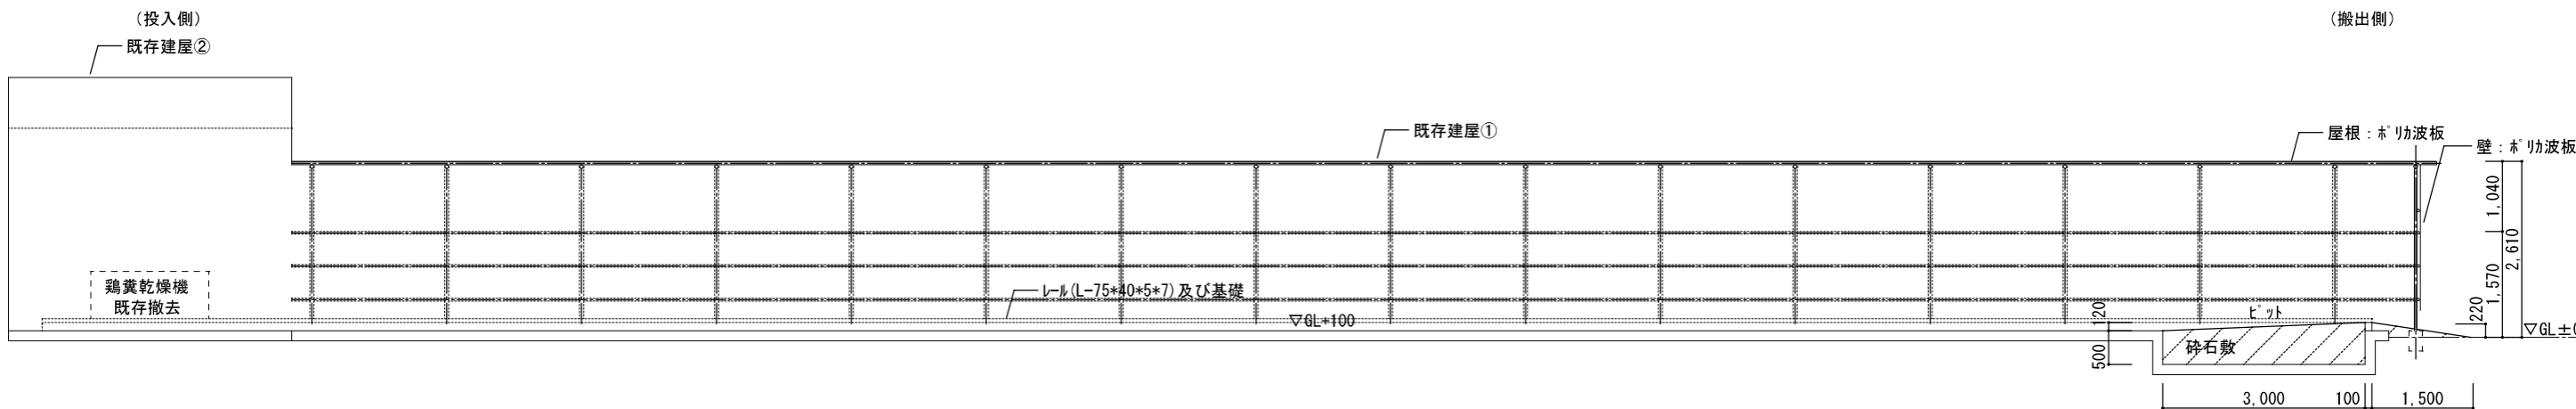 (投入側)
(搬出側)
既存建屋②
既存建屋①
屋根：ﾎﾟﾘｶ波板
壁：ﾎﾟﾘｶ波板
1,040
2,610
1,570
220
鶏糞乾燥機
既存撤去
ﾚｰﾙ(L-75*40*5*7)及び基礎
▽GL+100
120
ﾋﾟｯﾄ
▽GL±0
砕石敷
500
3,000
100
1,500